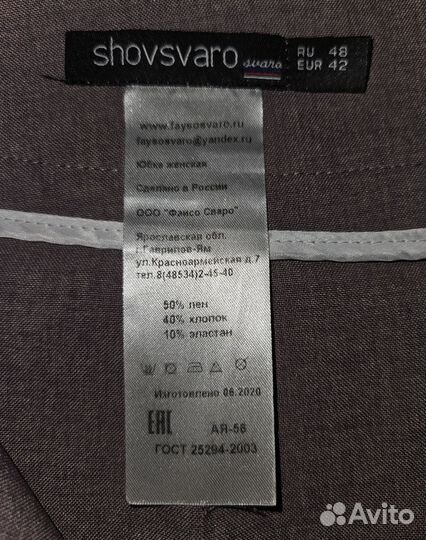 shovsvaro svaro RU 48
EUR 42
www.faysosvaro.ru
faysosvaro@yandex.ru
Юбка женская
Сделано в России
ООО "Файсо Сваро"
Ярославская обл.
г.Гаврилов-Ям
ул.Красноармейская д.7
тел.8(48534)2-45-40
50% лен
40% хлопок
10% эластан
Изготовлено 06.2020
ЕАС АЯ-56
ГОСТ 25294-2003
Avito